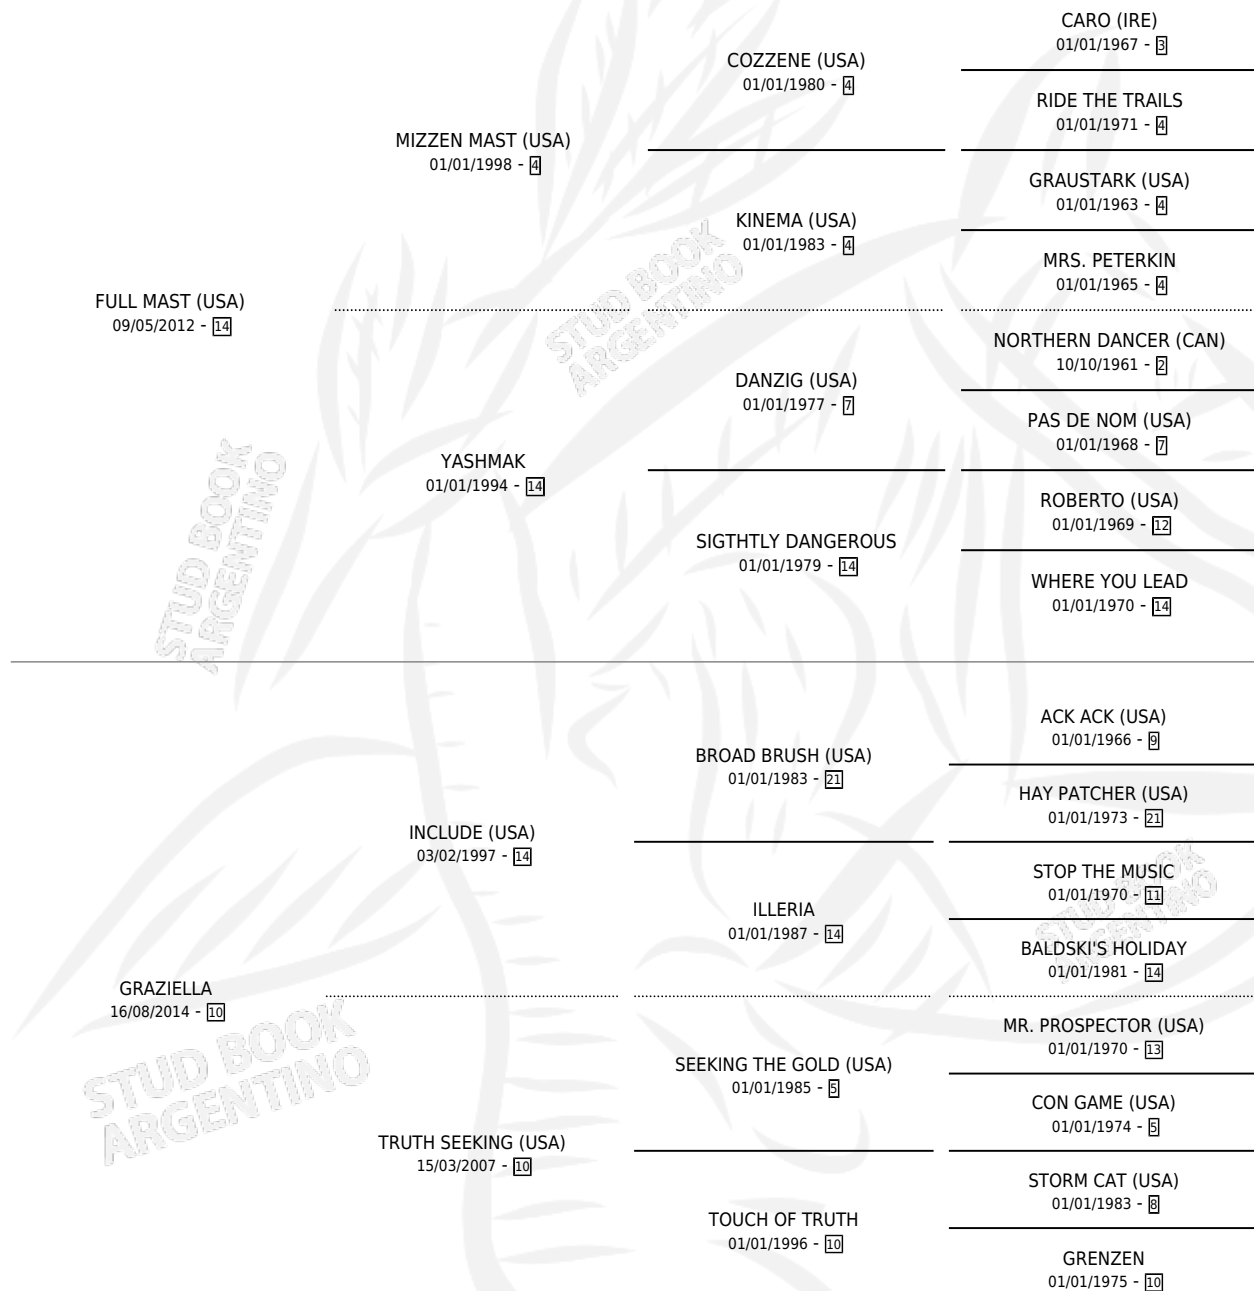 CARO (IRE)
01/01/1967 - 3
COZZENE (USA)
01/01/1980 - 4
RIDE THE TRAILS
01/01/1971 - 4
MIZZEN MAST (USA)
01/01/1998 - 4
GRAUSTARK (USA)
01/01/1963 - 4
KINEMA (USA)
01/01/1983 - 4
MRS. PETERKIN
01/01/1965 - 4
FULL MAST (USA)
09/05/2012 - 14
NORTHERN DANCER (CAN)
10/10/1961 - 2
DANZIG (USA)
01/01/1977 - 7
PAS DE NOM (USA)
01/01/1968 - 7
YASHMAK
01/01/1994 - 14
ROBERTO (USA)
01/01/1969 - 12
SIGTHTLY DANGEROUS
01/01/1979 - 14
WHERE YOU LEAD
01/01/1970 - 14
ACK ACK (USA)
01/01/1966 - 9
BROAD BRUSH (USA)
01/01/1983 - 21
HAY PATCHER (USA)
01/01/1973 - 21
INCLUDE (USA)
03/02/1997 - 14
STOP THE MUSIC
01/01/1970 - 11
ILLERIA
01/01/1987 - 14
BALDSKI'S HOLIDAY
01/01/1981 - 14
GRAZIELLA
16/08/2014 - 10
MR. PROSPECTOR (USA)
01/01/1970 - 13
SEEKING THE GOLD (USA)
01/01/1985 - 5
CON GAME (USA)
01/01/1974 - 5
TRUTH SEEKING (USA)
15/03/2007 - 10
STORM CAT (USA)
01/01/1983 - 8
TOUCH OF TRUTH
01/01/1996 - 10
GRENZEN
01/01/1975 - 10
STUD BOOK
ARGENTINO
STUD BOOK
ARGENTINO
STUD BOOK
ARGENTINO
STUD BOOK
ARGENTINO